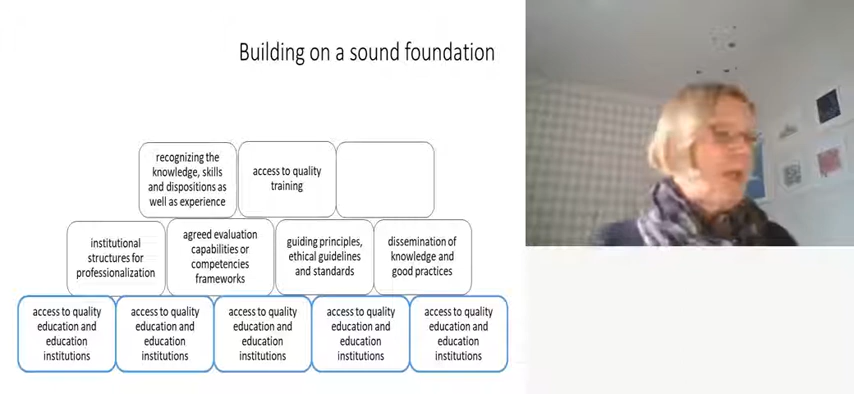 Building on a sound foundation
recognizing the
knowledge, skills
and dispositions as
well as experience
access to quality
training
institutional
structures for
professionalization
agreed evaluation
capabilities or
competencies
frameworks
guiding principles,
ethical guidelines
and standards
dissemination of
knowledge and
good practices
access to quality
education and
education
institutions
access to quality
education and
education
institutions
access to quality
education and
education
institutions
access to quality
education and
education
institutions
access to quality
education and
education
institutions